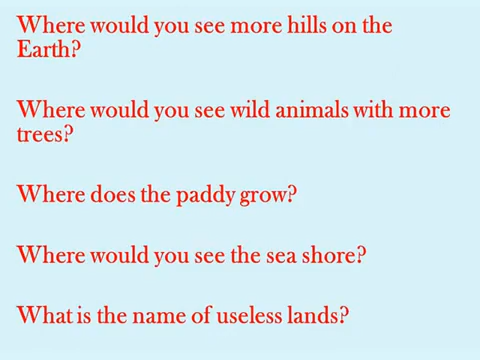 Where would you see more hills on the
Earth?
Where would you see wild animals with more
trees?
Where does the paddy grow?
Where would you see the sea shore?
What is the name of useless lands?